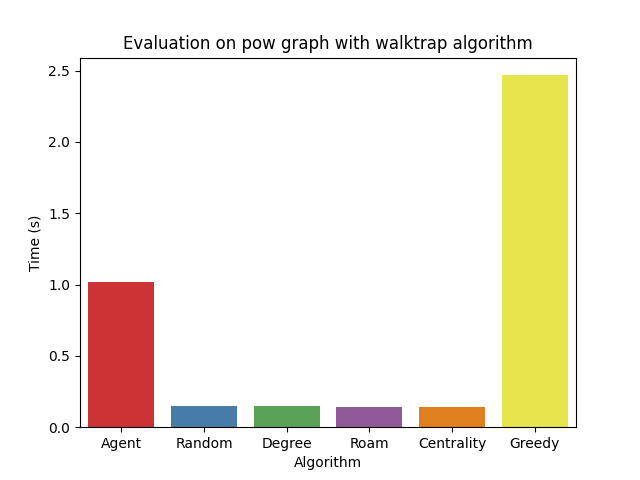 Evaluation on pow graph with walktrap algorithm
2.5
2.0
1.5
1.0
0.5
0.0
Time (s)
Agent Random Degree Roam Centrality Greedy
Algorithm